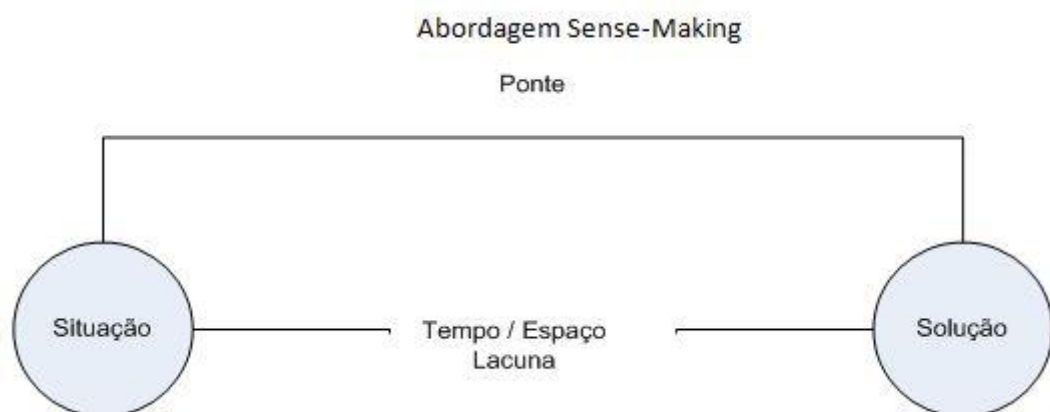 Abordagem Sense-Making
Ponte
Situação
Tempo / Espaço
Lacuna
Solução